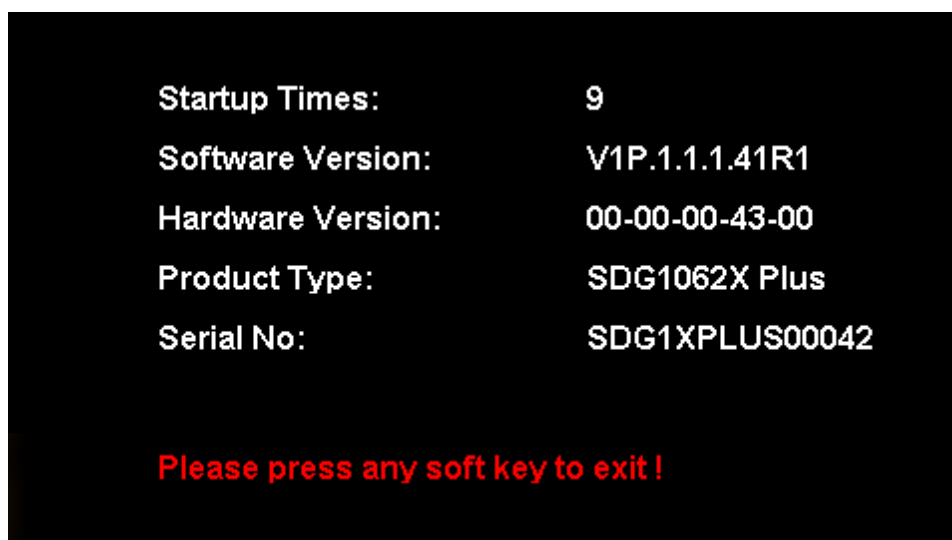 Startup Times: 9
Software Version: V1P.1.1.1.41R1
Hardware Version: 00-00-00-43-00
Product Type: SDG1062X Plus
Serial No: SDG1XPLUS00042
Please press any soft key to exit !